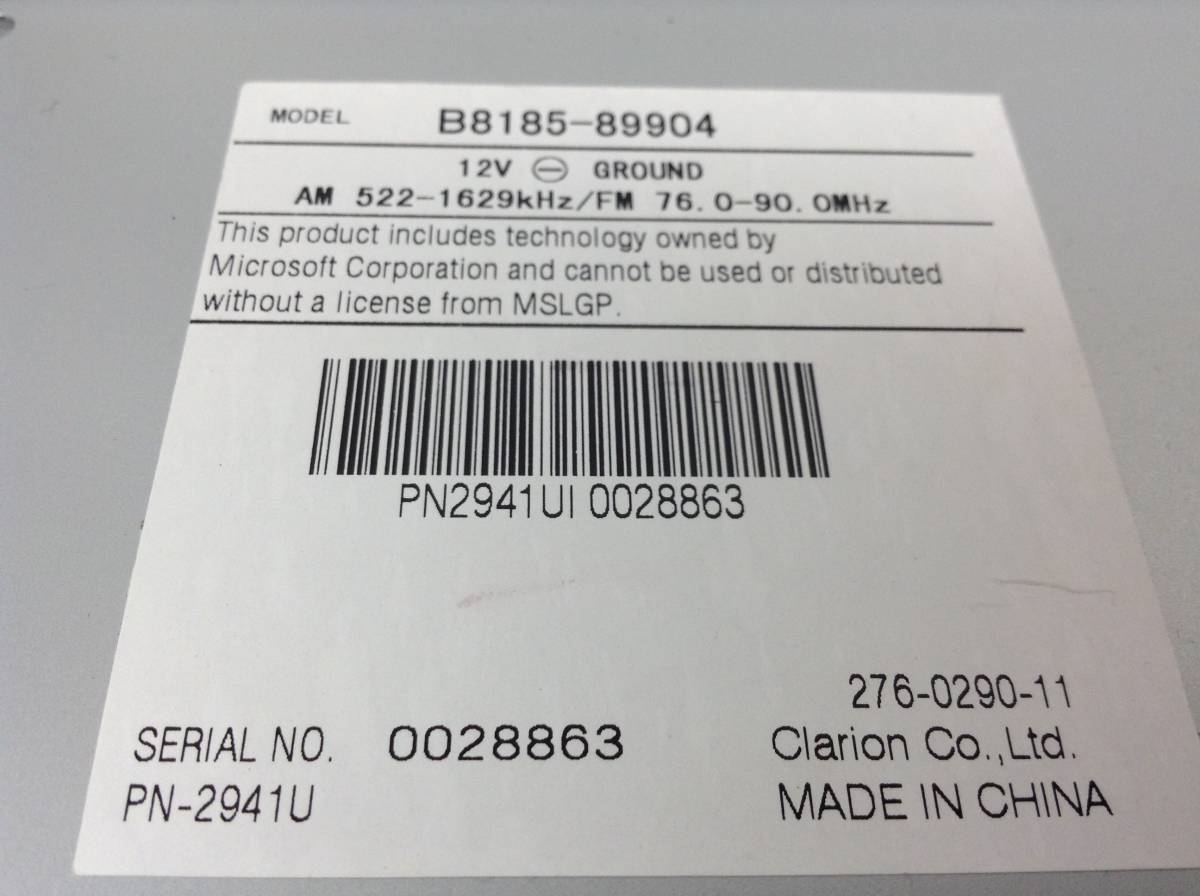 MODEL B8185-89904
12V ⊖ GROUND
AM 522-1629kHz/FM 76.0-90.0MHz
This product includes technology owned by
Microsoft Corporation and cannot be used or distributed
without a license from MSLGP.
PN2941UI 0028863
276-0290-11
SERIAL NO. 0028863 Clarion Co.,Ltd.
PN-2941U MADE IN CHINA